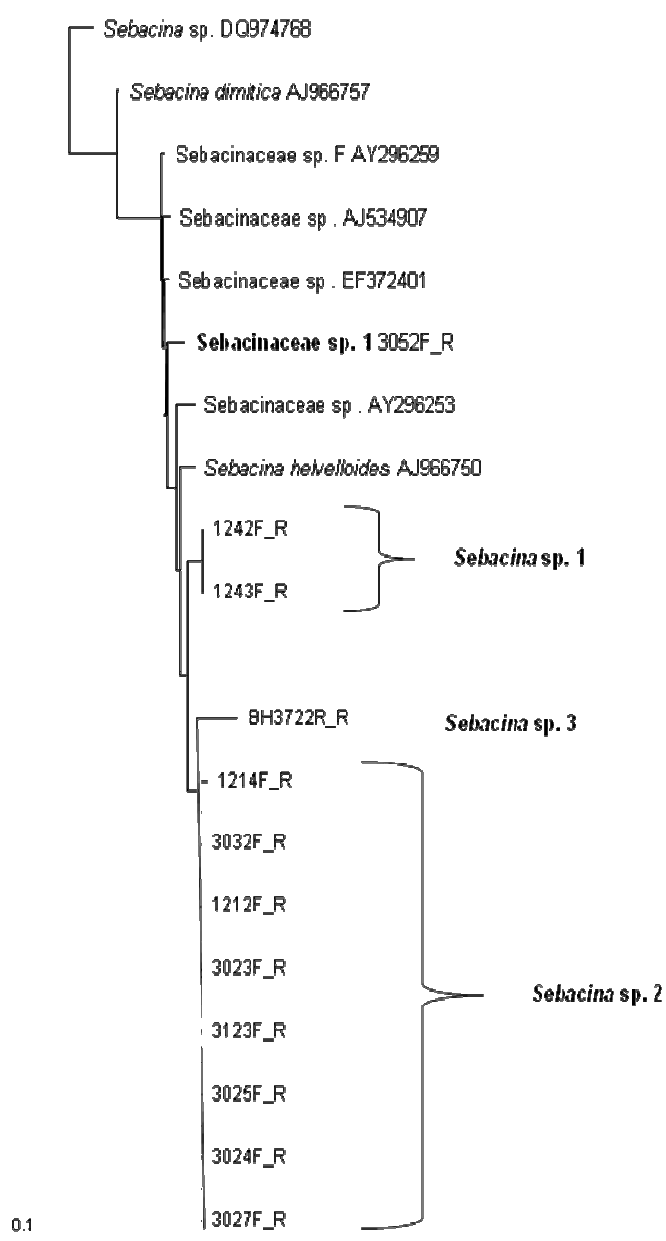 Sebacina sp. DQ974768
Sebacina dimitica AJ966757
Sebacinaceae sp. F AY296259
Sebacinaceae sp . AJ534907
Sebacinaceae sp . EF372401
Sebacinaceae sp. 1 3052F_R
Sebacinaceae sp . AY296253
Sebacina helvelloides AJ966750
1242F_R
Sebacina sp. 1
1243F_R
BH3722R_R
Sebacina sp. 3
1214F_R
3032F_R
1212F_R
3023F_R
Sebacina sp. 2
3123F_R
3025F_R
3024F_R
3027F_R
0.1